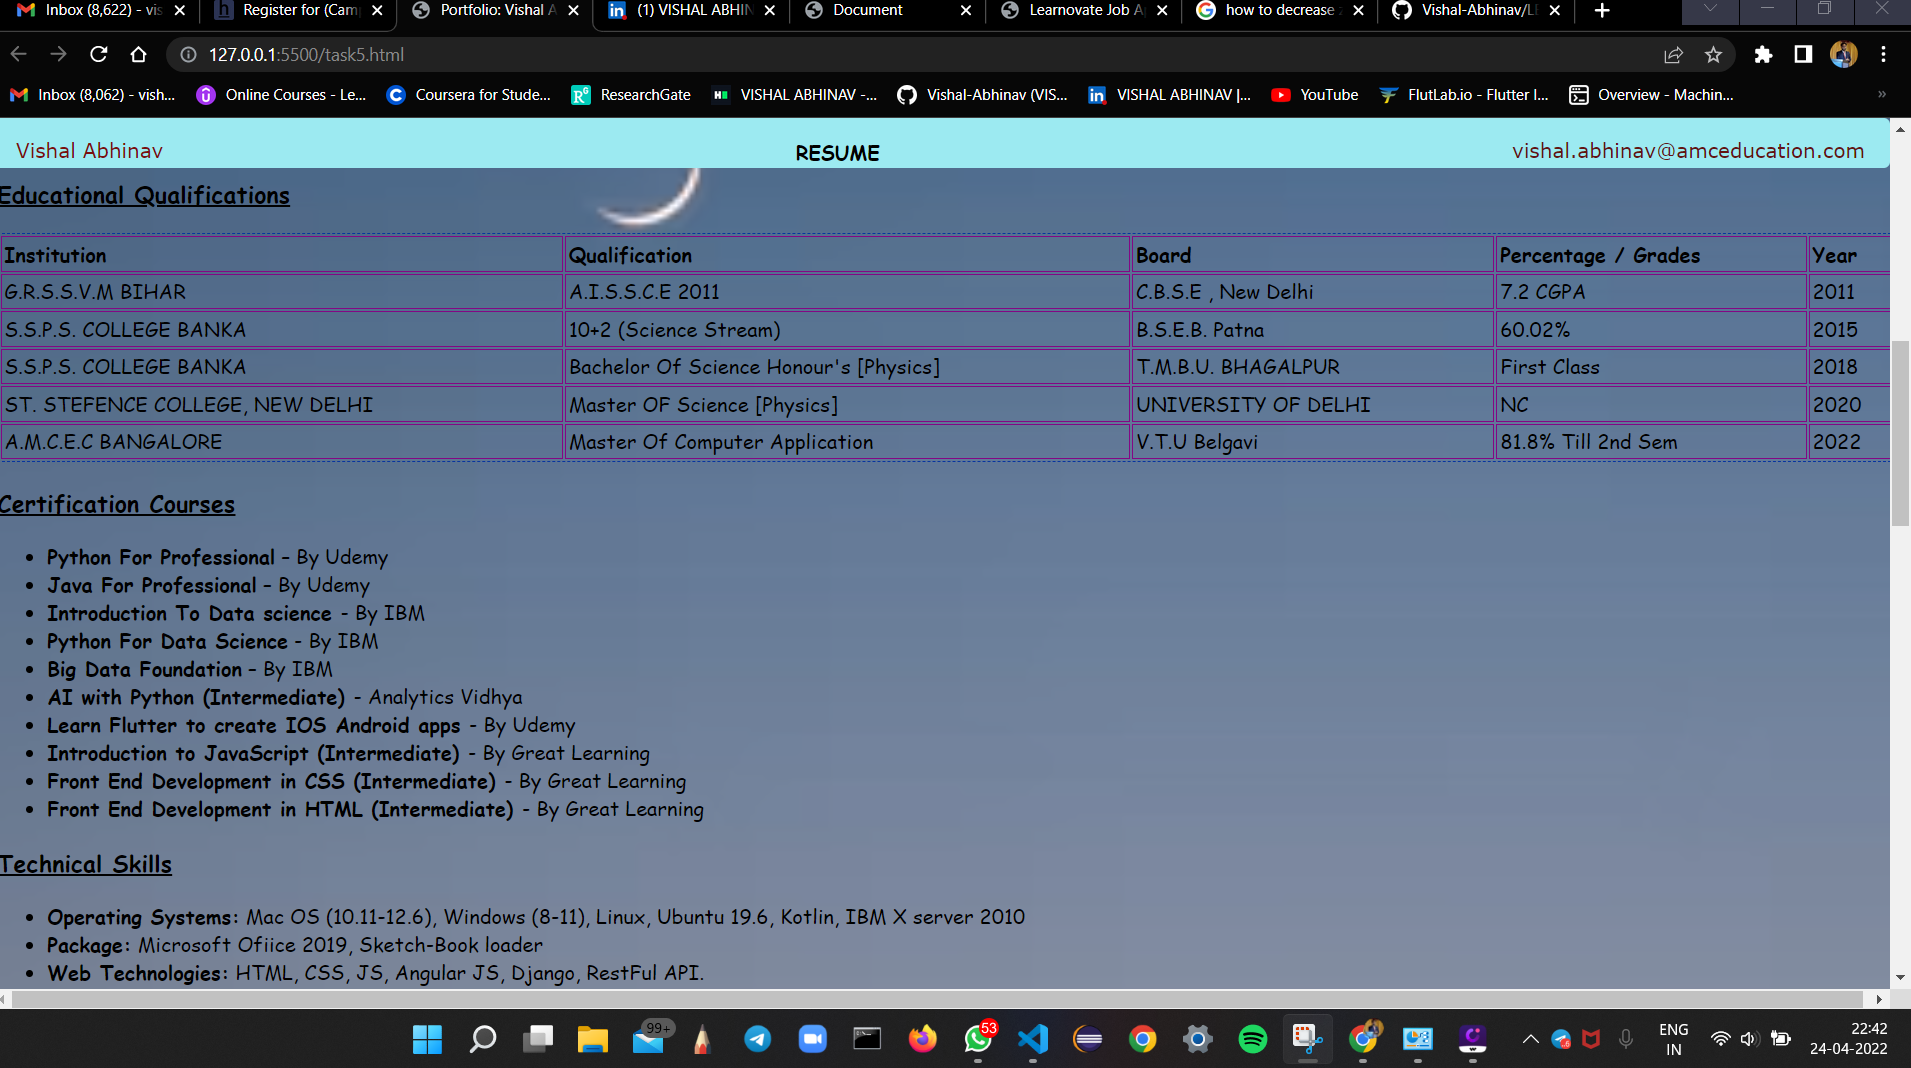 Inbox (8,622) - vis
Register for (Cam
Portfolio: Vishal A
(1) VISHAL ABHIN
Document
Learnovate Job A
how to decrease
Vishal-Abhinav/LE
127.0.0.1:5500/task5.html
Inbox (8,062) - vish...
Online Courses - Le...
Coursera for Stude...
ResearchGate
VISHAL ABHINAV -...
Vishal-Abhinav (VIS...
VISHAL ABHINAV |...
YouTube
FlutLab.io - Flutter I...
Overview - Machin...
»
Vishal Abhinav
RESUME
vishal.abhinav@amceducation.com
Educational Qualifications
Institution Qualification Board Percentage / Grades Year
G.R.S.S.V.M BIHAR A.I.S.S.C.E 2011 C.B.S.E , New Delhi 7.2 CGPA 2011
S.S.P.S. COLLEGE BANKA 10+2 (Science Stream) B.S.E.B. Patna 60.02% 2015
S.S.P.S. COLLEGE BANKA Bachelor Of Science Honour's [Physics] T.M.B.U. BHAGALPUR First Class 2018
ST. STEFENCE COLLEGE, NEW DELHI Master OF Science [Physics] UNIVERSITY OF DELHI NC 2020
A.M.C.E.C BANGALORE Master Of Computer Application V.T.U Belgavi 81.8% Till 2nd Sem 2022
Certification Courses
• Python For Professional – By Udemy
• Java For Professional – By Udemy
• Introduction To Data science - By IBM
• Python For Data Science - By IBM
• Big Data Foundation – By IBM
• AI with Python (Intermediate) - Analytics Vidhya
• Learn Flutter to create IOS Android apps - By Udemy
• Introduction to JavaScript (Intermediate) - By Great Learning
• Front End Development in CSS (Intermediate) - By Great Learning
• Front End Development in HTML (Intermediate) - By Great Learning
Technical Skills
• Operating Systems: Mac OS (10.11-12.6), Windows (8-11), Linux, Ubuntu 19.6, Kotlin, IBM X server 2010
• Package: Microsoft Ofiice 2019, Sketch-Book loader
• Web Technologies: HTML, CSS, JS, Angular JS, Django, RestFul API.
99+
53
ENG
IN
22:42
24-04-2022